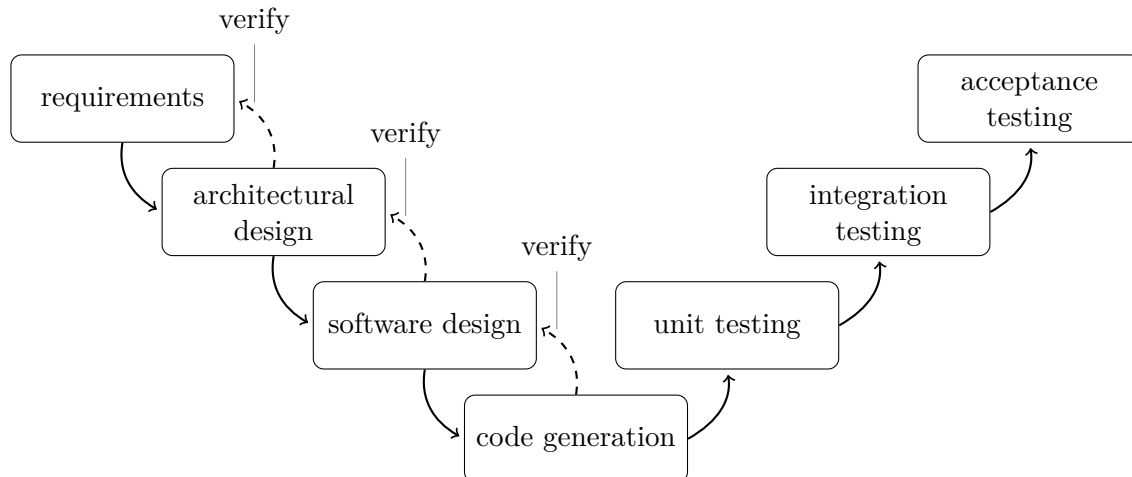 verify
requirements
acceptance
testing
verify
architectural
design
integration
testing
verify
software design
unit testing
code generation